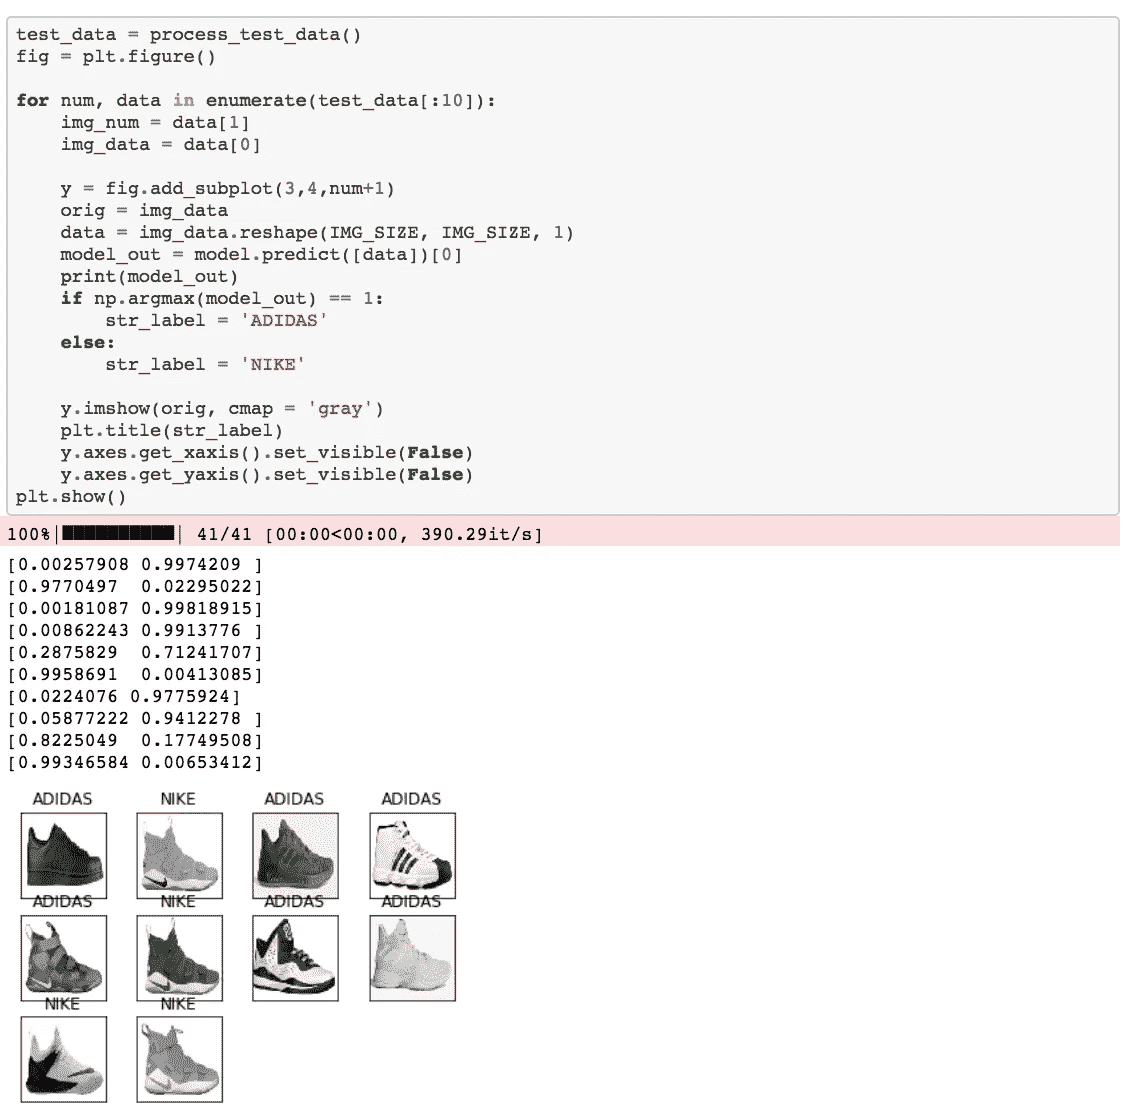 test_data = process_test_data()
fig = plt.figure()
for num, data in enumerate(test_data[:10]):
    img_num = data[1]
    img_data = data[0]
    y = fig.add_subplot(3,4,num+1)
    orig = img_data
    data = img_data.reshape(IMG_SIZE, IMG_SIZE, 1)
    model_out = model.predict([data])[0]
    print(model_out)
    if np.argmax(model_out) == 1:
        str_label = 'ADIDAS'
    else:
        str_label = 'NIKE'
    y.imshow(orig, cmap = 'gray')
    plt.title(str_label)
    y.axes.get_xaxis().set_visible(False)
    y.axes.get_yaxis().set_visible(False)
plt.show()
100%|██████████| 41/41 [00:00<00:00, 390.29it/s]
[0.00257908 0.9974209 ]
[0.9770497  0.02295022]
[0.00181087 0.99818915]
[0.00862243 0.9913776 ]
[0.2875829  0.71241707]
[0.9958691  0.00413085]
[0.0224076 0.9775924]
[0.05877222 0.9412278 ]
[0.8225049  0.17749508]
[0.99346584 0.00653412]
ADIDAS NIKE ADIDAS ADIDAS
ADIDAS NIKE ADIDAS ADIDAS
NIKE NIKE